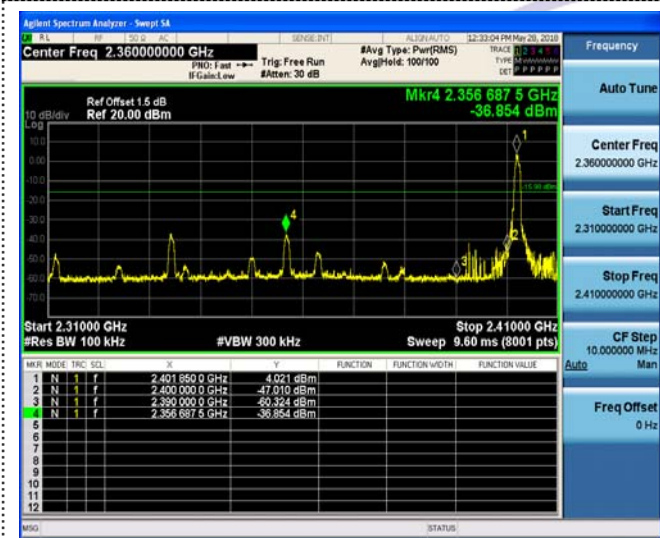 Agilent Spectrum Analyzer - Swept SA
RL RF 50 Ω AC SENSE:INT ALIGN AUTO 12:33:04 PM May 28, 2018
Center Freq 2.360000000 GHz
PNO: Fast
IFGain:Low
Trig: Free Run
#Atten: 30 dB
#Avg Type: Pwr(RMS)
Avg|Hold: 100/100
TRACE 1 2 3 4 5 6
TYPE
DET P P P P P P
Mkr4 2.356 687 5 GHz
-36.854 dBm
Ref Offset 1.5 dB
10 dB/div Ref 20.00 dBm
Log
10.0
0.00
-10.0
-20.0
-30.0
-40.0
-50.0
-60.0
-70.0
1
4
2
3
Start 2.31000 GHz Stop 2.41000 GHz
#Res BW 100 kHz #VBW 300 kHz Sweep 9.60 ms (8001 pts)
MKR MODE TRC SCL X Y FUNCTION FUNCTION WIDTH FUNCTION VALUE
1 N 1 f 2.401 850 0 GHz 4.021 dBm
2 N 1 f 2.400 000 0 GHz -47.010 dBm
3 N 1 f 2.390 000 0 GHz -60.324 dBm
4 N 1 f 2.356 687 5 GHz -36.854 dBm
5
6
7
8
9
10
11
12
MSG STATUS
Frequency
Auto Tune
Center Freq
2.360000000 GHz
Start Freq
2.310000000 GHz
Stop Freq
2.410000000 GHz
CF Step
10.000000 MHz
Auto Man
Freq Offset
0 Hz